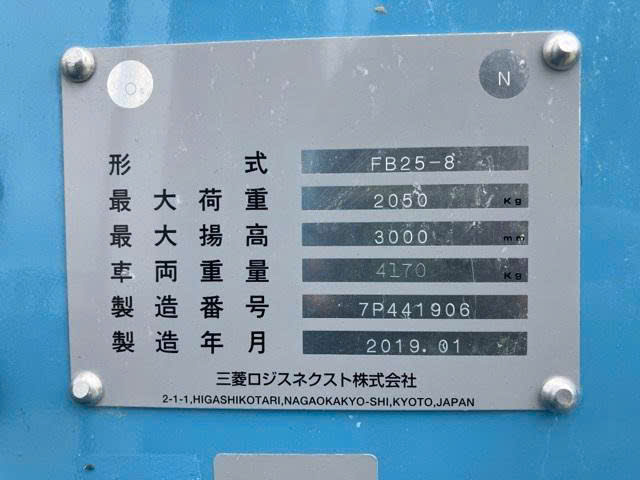 O
N
形式 FB25-8
最大荷重 2050 Kg
最大揚高 3000 mm
車両重量 4170 Kg
製造番号 7P441906
製造年月 2019.01
三菱ロジスネクスト株式会社
2-1-1,HIGASHIKOTARI,NAGAOKAKYO-SHI,KYOTO,JAPAN